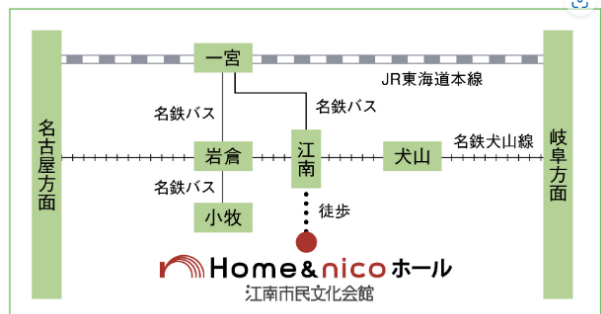 一宮
JR東海道本線
名鉄バス
名鉄バス
名古屋方面
岩倉
江南
犬山
名鉄犬山線
岐阜方面
名鉄バス
小牧
徒歩
Home&nicoホール
江南市民文化会館